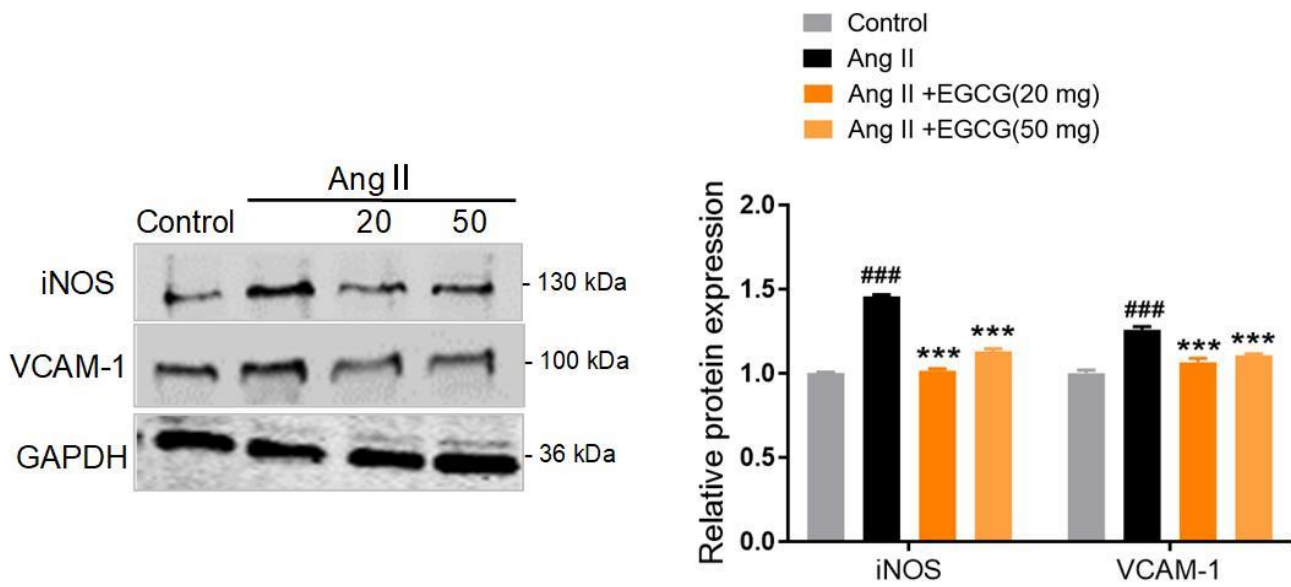 Ang II
Control 20 50
iNOS - 130 kDa
VCAM-1 - 100 kDa
GAPDH - 36 kDa
Control
Ang II
Ang II +EGCG(20 mg)
Ang II +EGCG(50 mg)
Relative protein expression
2.0
1.5
1.0
0.5
0.0
###
***
***
###
***
***
iNOS VCAM-1